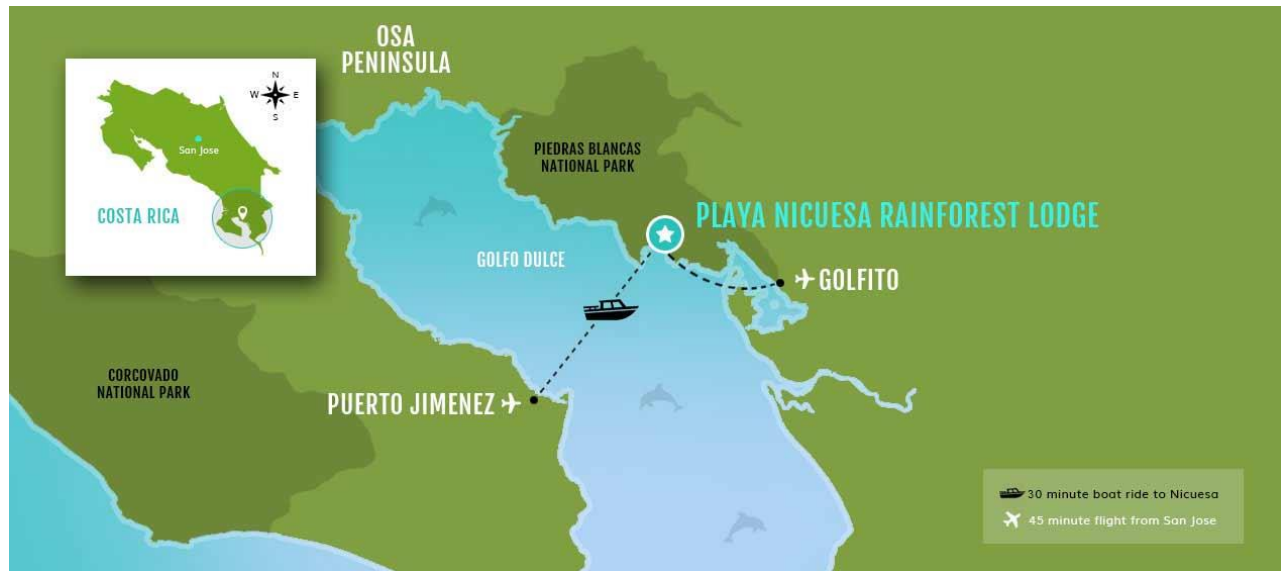 OSA
PENINSULA
N
W E
S
San Jose
COSTA RICA
PIEDRAS BLANCAS
NATIONAL PARK
PLAYA NICUESA RAINFOREST LODGE
GOLFO DULCE
GOLFITO
CORCOVADO
NATIONAL PARK
PUERTO JIMENEZ
30 minute boat ride to Nicuesa
45 minute flight from San Jose